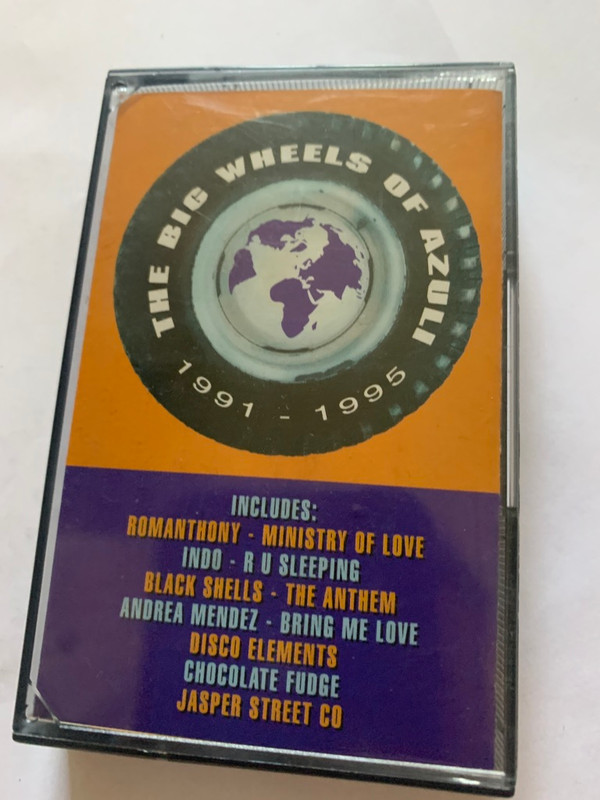 THE BIG WHEELS OF AZULI
1991 - 1995
INCLUDES:
ROMANTHONY - MINISTRY OF LOVE
INDO - R U SLEEPING
BLACK SHELLS - THE ANTHEM
ANDREA MENDEZ - BRING ME LOVE
DISCO ELEMENTS
CHOCOLATE FUDGE
JASPER STREET CO